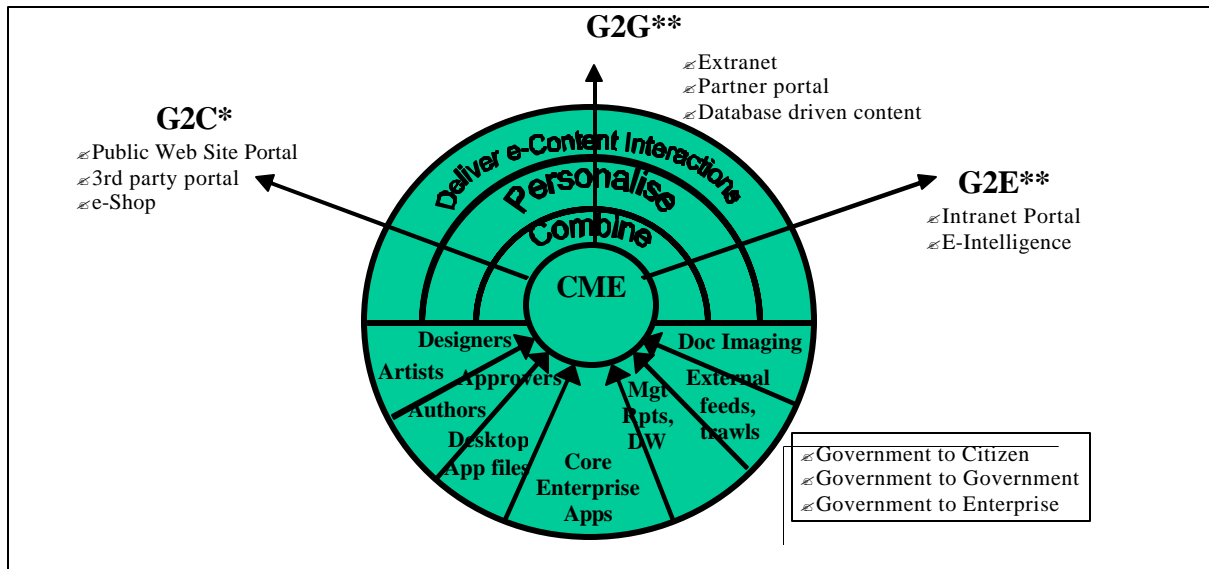 G2G**
Extranet
Partner portal
Database driven content
G2C*
Public Web Site Portal
3rd party portal
e-Shop
G2E**
Intranet Portal
E-Intelligence
Deliver e-Content Interactions
Personalise
Combine
CME
Designers
Artists
Approvers
Authors
Desktop
App files
Core
Enterprise
Apps
Mgt
Rpts,
DW
External
feeds,
trawls
Doc Imaging
Government to Citizen
Government to Government
Government to Enterprise